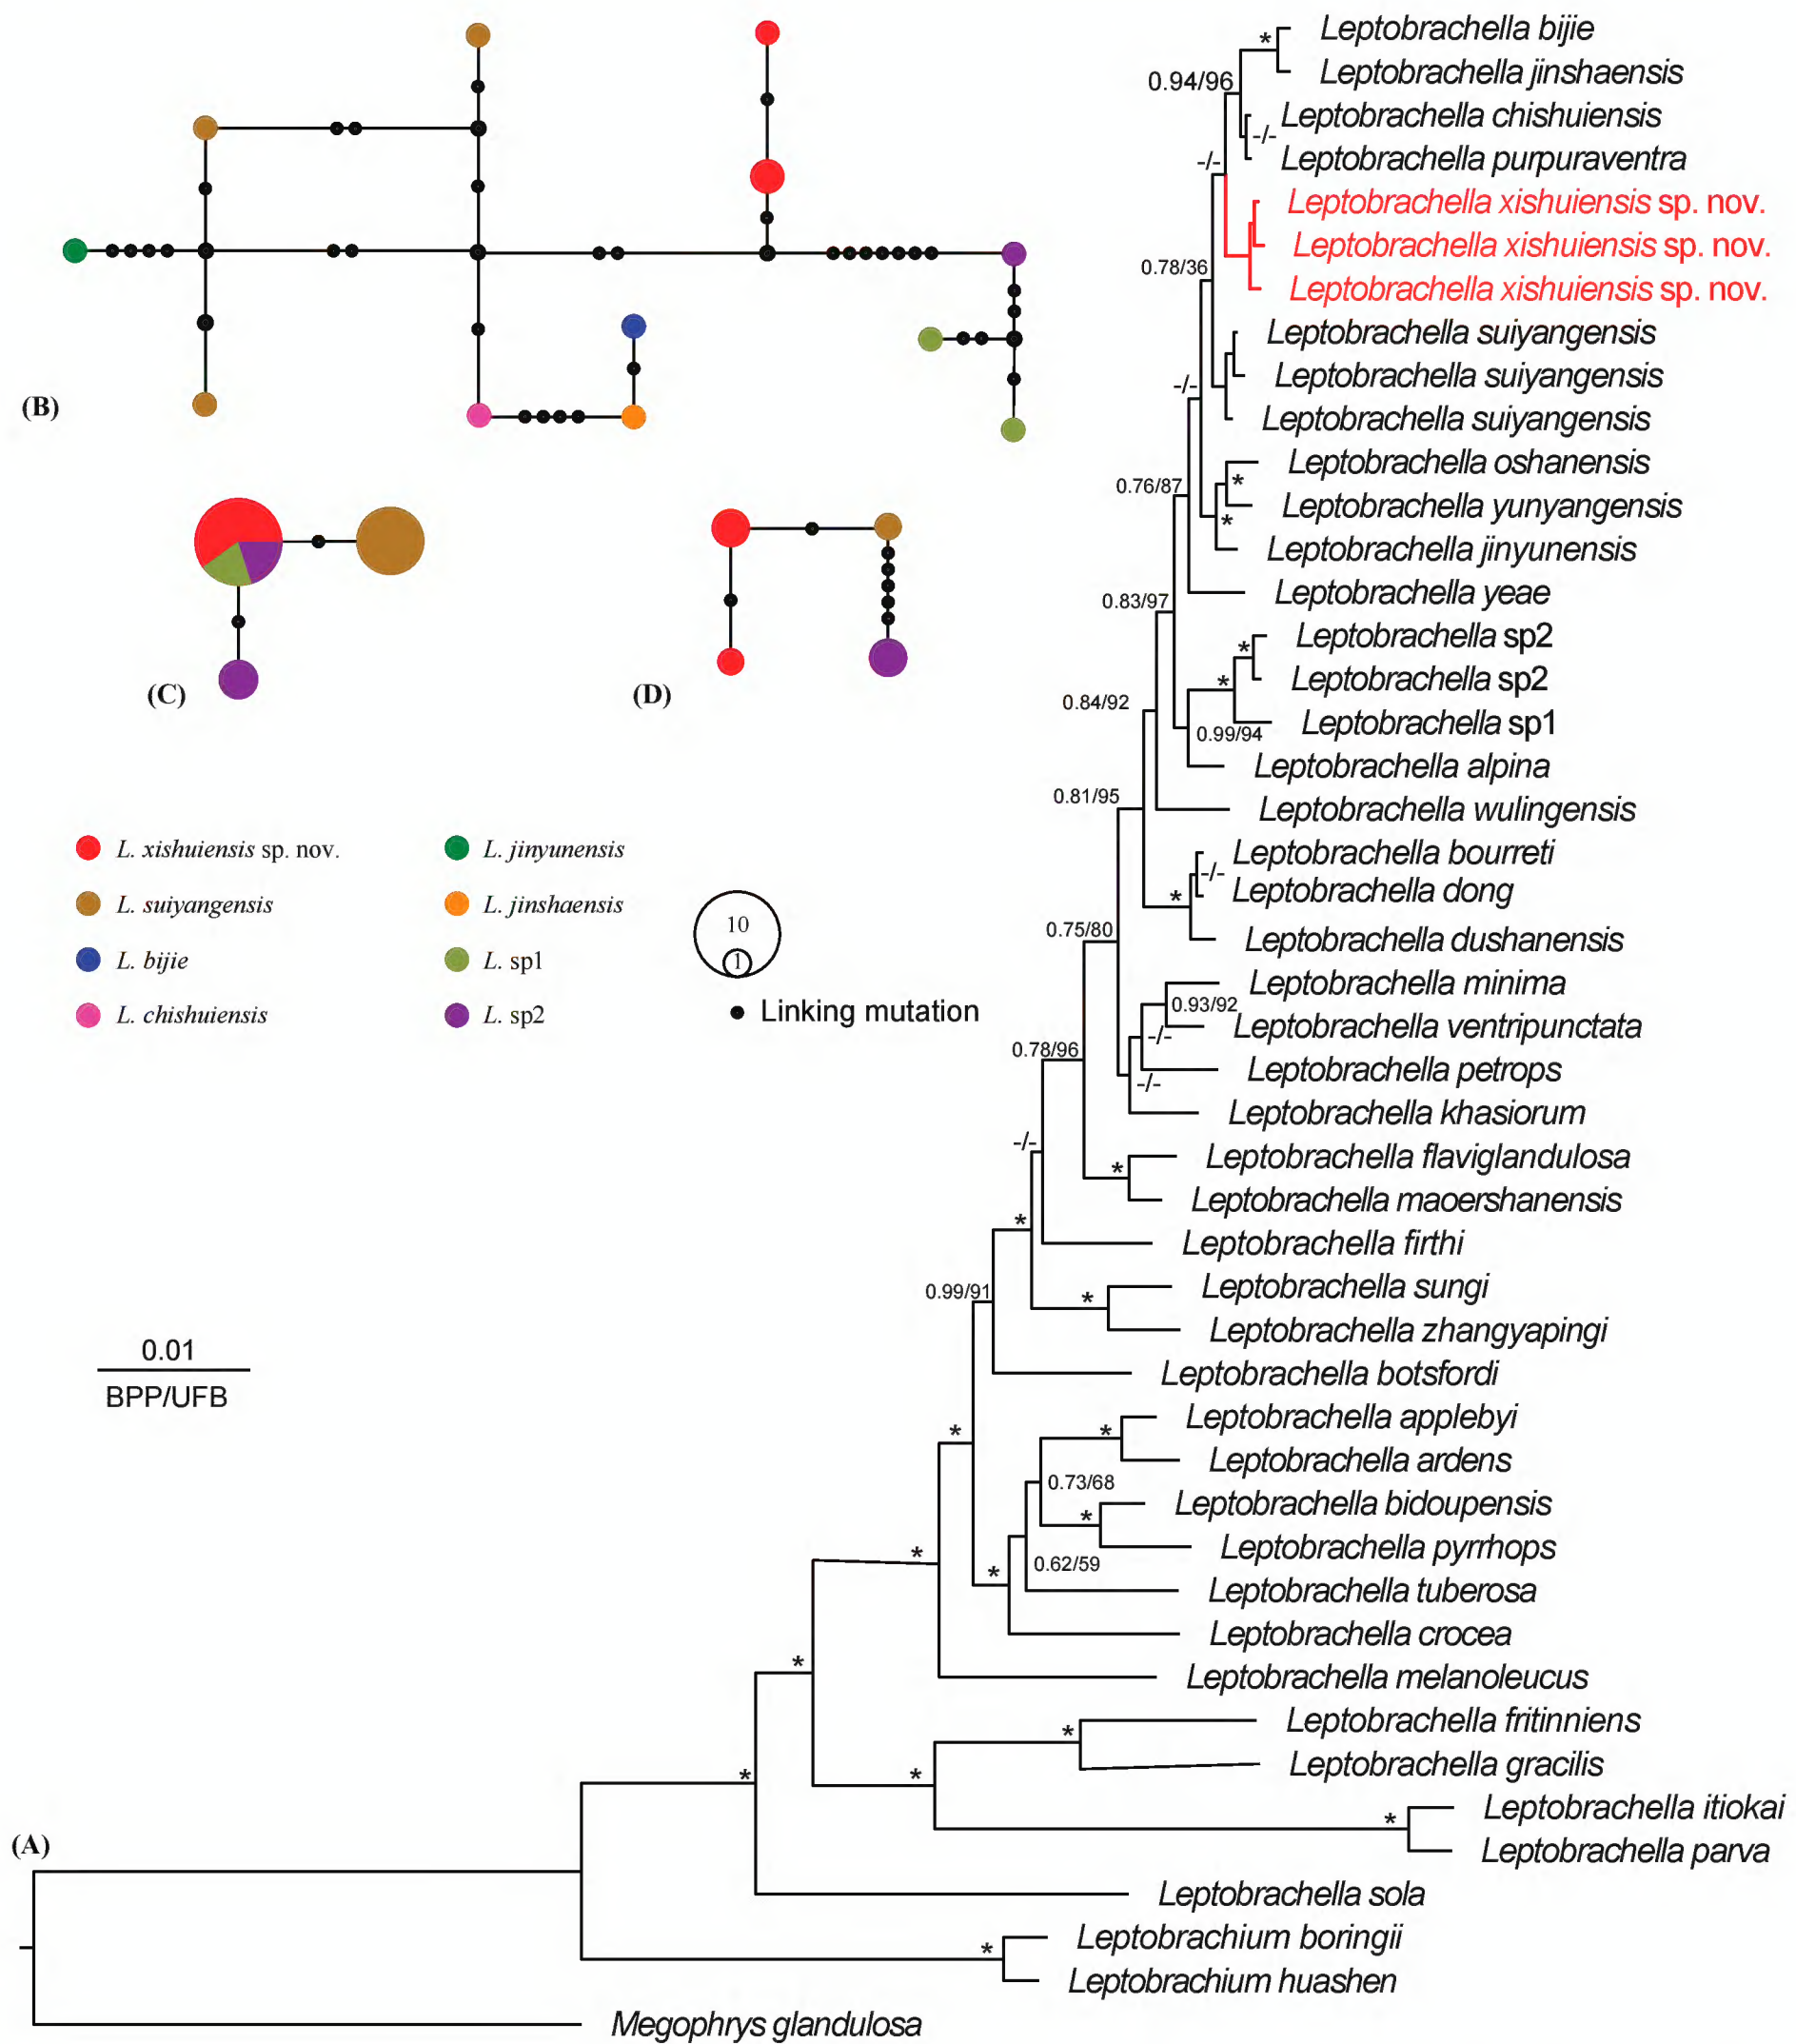 (B)
(C)
(D)
L. xishuiensis sp. nov.
L. suiyangensis
L. bijie
L. chishuiensis
L. jinyunensis
L. jinshaensis
L. sp1
L. sp2
10
1
Linking mutation
0.01
BPP/UFB
(A)
Leptobrachella bijie
*
Leptobrachella jinshaensis
0.94/96
Leptobrachella chishuiensis
-/-
Leptobrachella purpuraventra
-/-
Leptobrachella xishuiensis sp. nov.
Leptobrachella xishuiensis sp. nov.
0.78/36
Leptobrachella xishuiensis sp. nov.
Leptobrachella suiyangensis
Leptobrachella suiyangensis
-/-
Leptobrachella suiyangensis
Leptobrachella oshanensis
*
0.76/87
Leptobrachella yunyangensis
*
Leptobrachella jinyunensis
Leptobrachella yeae
0.83/97
Leptobrachella sp2
*
Leptobrachella sp2
*
0.84/92
Leptobrachella sp1
0.99/94
Leptobrachella alpina
0.81/95
Leptobrachella wulingensis
Leptobrachella bourreti
-/-
Leptobrachella dong
*
0.75/80
Leptobrachella dushanensis
Leptobrachella minima
0.93/92
Leptobrachella ventripunctata
-/-
0.78/96
Leptobrachella petrops
-/-
Leptobrachella khasiorum
-/-
Leptobrachella flaviglandulosa
*
Leptobrachella maoershanensis
*
Leptobrachella firthi
0.99/91
Leptobrachella sungi
*
Leptobrachella zhangyapingi
Leptobrachella botsfordi
*
Leptobrachella applebyi
*
Leptobrachella ardens
0.73/68
Leptobrachella bidoupensis
*
Leptobrachella pyrrhops
*
0.62/59
*
Leptobrachella tuberosa
Leptobrachella crocea
*
Leptobrachella melanoleucus
Leptobrachella fritinniens
*
Leptobrachella gracilis
*
*
Leptobrachella itiokai
*
Leptobrachella parva
Leptobrachella sola
Leptobrachium boringii
*
Leptobrachium huashen
Megophrys glandulosa